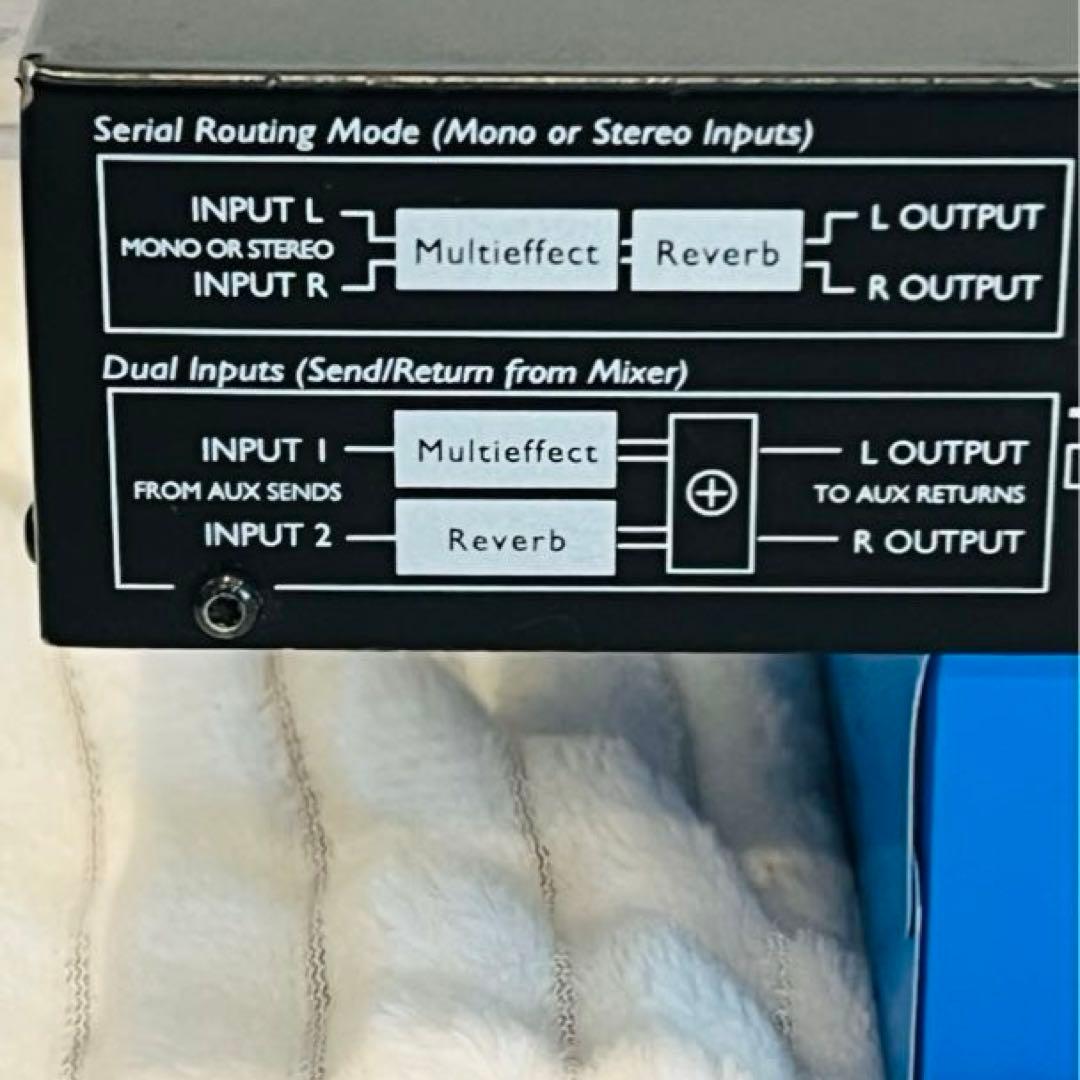 Serial Routing Mode (Mono or Stereo Inputs)
INPUT L
MONO OR STEREO
INPUT R
Multieffect
Reverb
L OUTPUT
R OUTPUT
Dual Inputs (Send/Return from Mixer)
INPUT 1
FROM AUX SENDS
INPUT 2
Multieffect
Reverb
L OUTPUT
TO AUX RETURNS
R OUTPUT